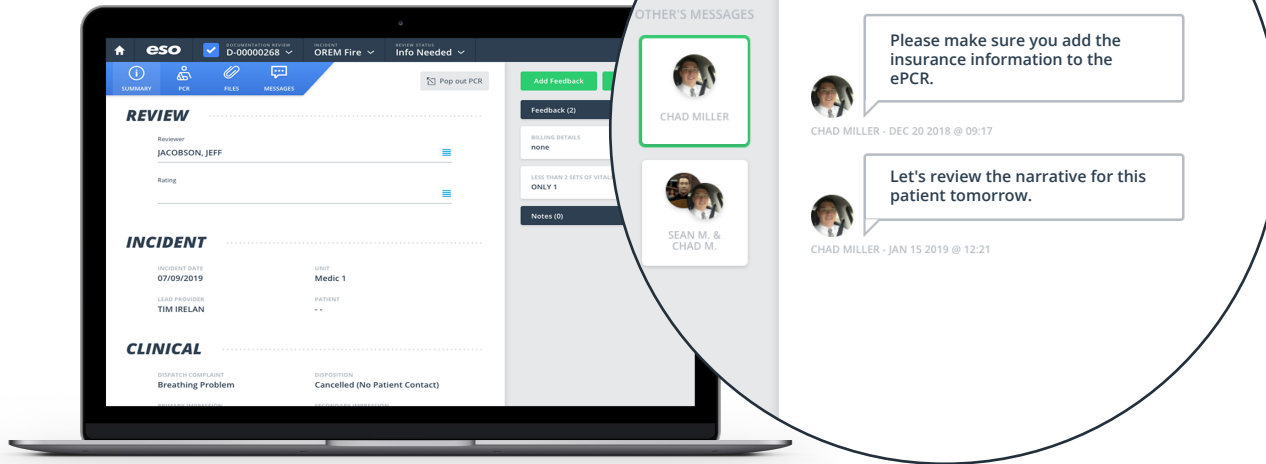 eso
DOCUMENTATION REVIEW
D-00000268
INCIDENT
OREM Fire
REVIEW STATUS
Info Needed
SUMMARY
PCR
FILES
MESSAGES
Pop out PCR
REVIEW
Reviewer
JACOBSON, JEFF
Rating
INCIDENT
INCIDENT DATE
07/09/2019
UNIT
Medic 1
LEAD PROVIDER
TIM IRELAN
PATIENT
- -
CLINICAL
DISPATCH COMPLAINT
Breathing Problem
DISPOSITION
Cancelled (No Patient Contact)
PRIMARY IMPRESSION
SECONDARY IMPRESSION
Add Feedback
Feedback (2)
BILLING DETAILS
none
LESS THAN 2 SETS OF VITALS
ONLY 1
Notes (0)
OTHER'S MESSAGES
CHAD MILLER
SEAN M. &
CHAD M.
Please make sure you add the
insurance information to the
ePCR.
CHAD MILLER - DEC 20 2018 @ 09:17
Let's review the narrative for this
patient tomorrow.
CHAD MILLER - JAN 15 2019 @ 12:21